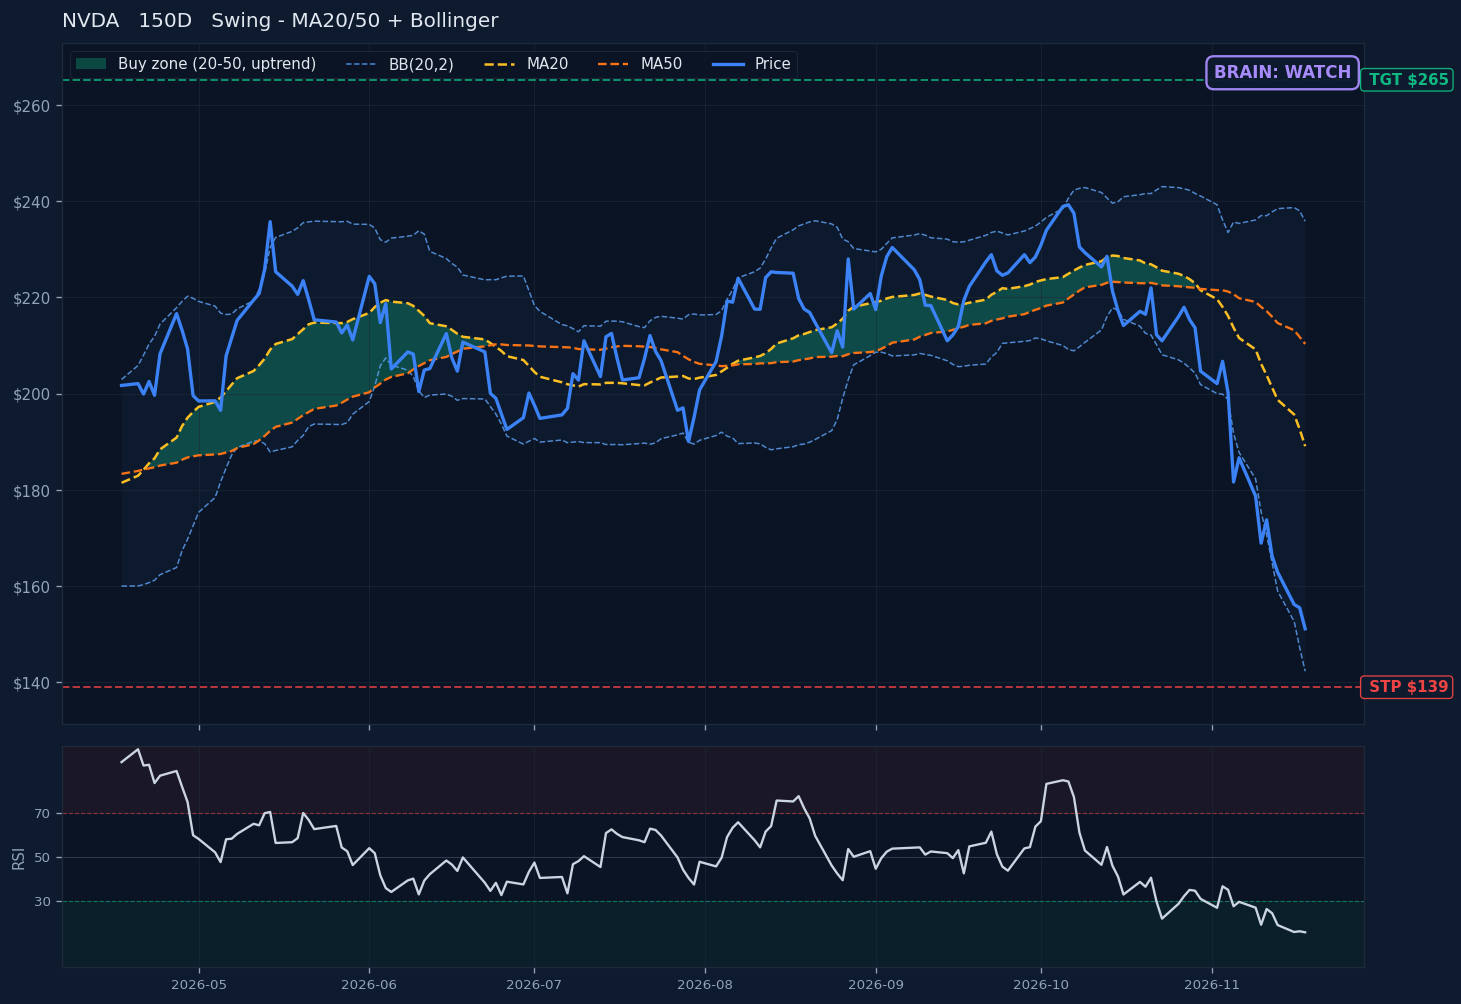 NVDA   150D   Swing - MA20/50 + Bollinger
Buy zone (20-50, uptrend)   BB(20,2)   MA20   MA50   Price
BRAIN: WATCH
TGT $265
$260
$240
$220
$200
$180
$160
$140
STP $139
70
50
30
RSI
2026-05   2026-06   2026-07   2026-08   2026-09   2026-10   2026-11